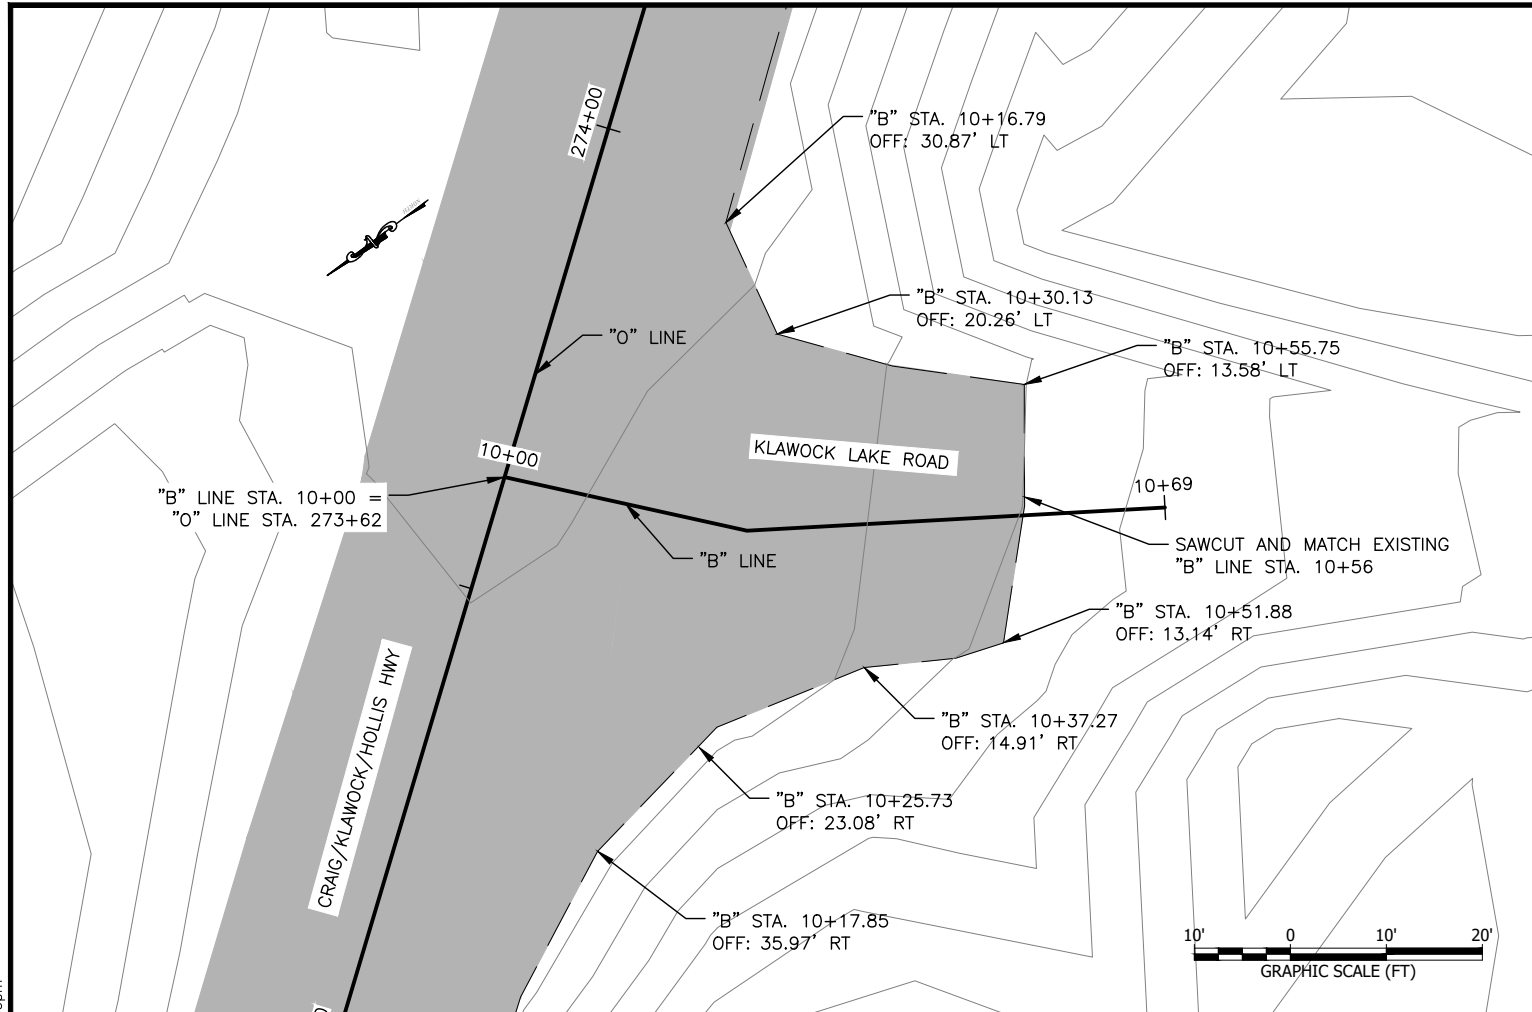 274+00
"B" STA. 10+16.79
OFF: 30.87' LT
NORTH
"B" STA. 10+30.13
OFF: 20.26' LT
"O" LINE
"B" STA. 10+55.75
OFF: 13.58' LT
10+00
KLAWOCK LAKE ROAD
"B" LINE STA. 10+00 =
"O" LINE STA. 273+62
10+69
"B" LINE
SAWCUT AND MATCH EXISTING
"B" LINE STA. 10+56
"B" STA. 10+51.88
OFF: 13.14' RT
CRAIG/KLAWOCK/HOLLIS HWY
"B" STA. 10+37.27
OFF: 14.91' RT
"B" STA. 10+25.73
OFF: 23.08' RT
"B" STA. 10+17.85
OFF: 35.97' RT
10' 0 10' 20'
GRAPHIC SCALE (FT)